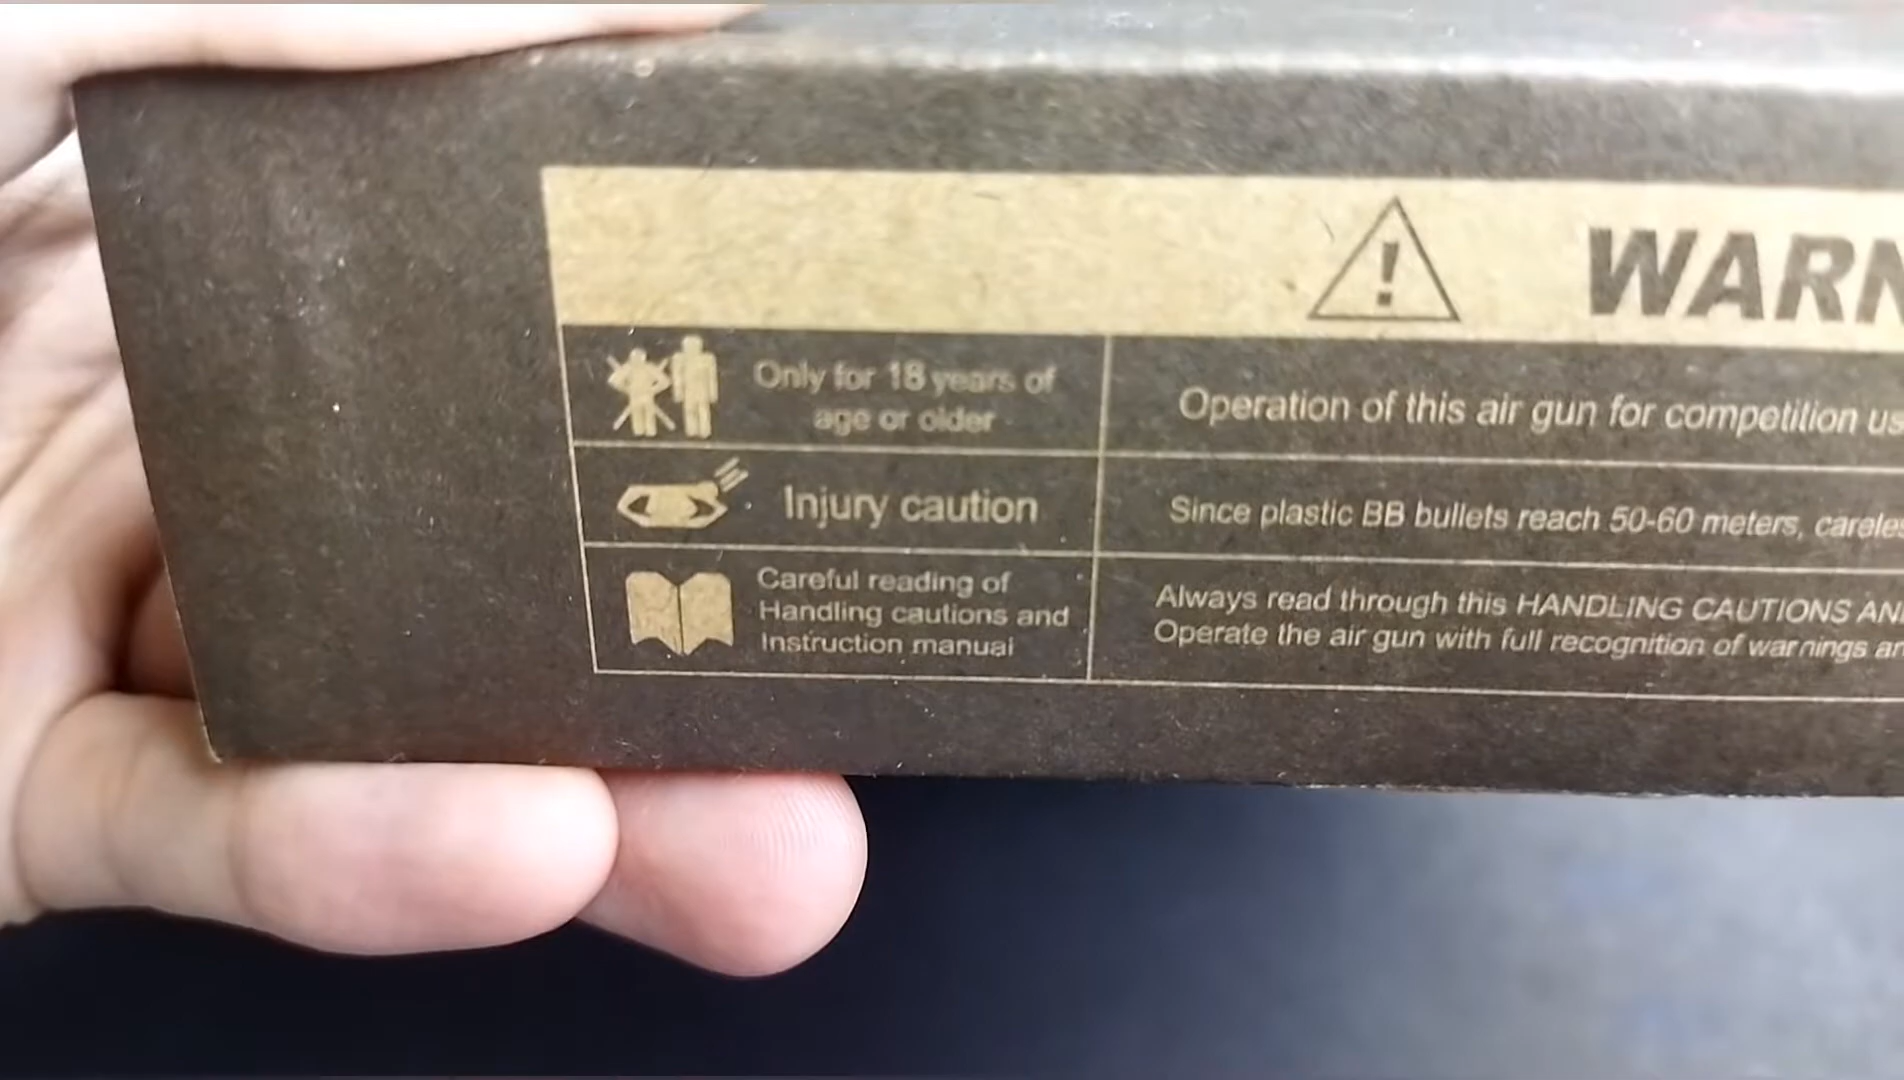 ! WARN
Only for 18 years of
age or older
Operation of this air gun for competition us
Injury caution
Since plastic BB bullets reach 50-60 meters, careles
Careful reading of
Handling cautions and
Instruction manual
Always read through this HANDLING CAUTIONS AN
Operate the air gun with full recognition of warnings an